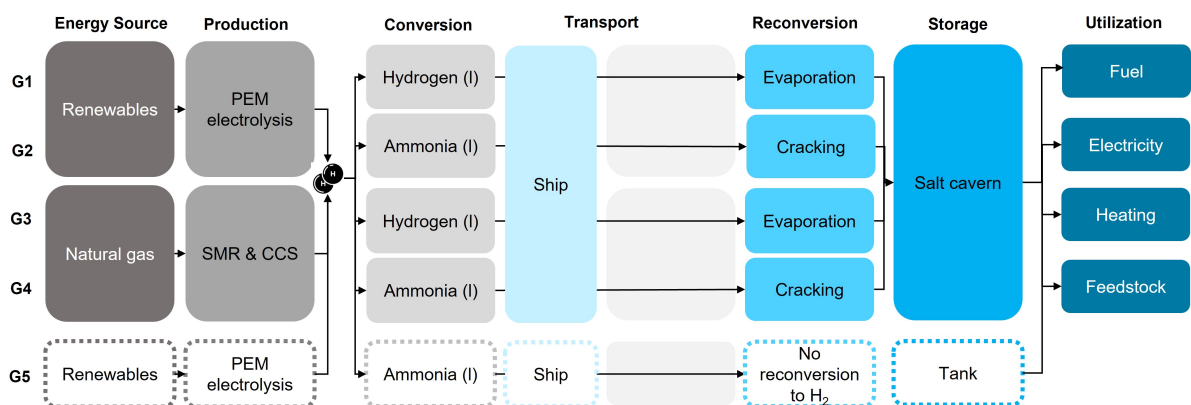 Energy Source
Production
Conversion
Transport
Reconversion
Storage
Utilization
G1
G2
G3
G4
G5
Renewables
PEM
electrolysis
Natural gas
SMR & CCS
Renewables
PEM
electrolysis
H
H
Hydrogen (l)
Ammonia (l)
Hydrogen (l)
Ammonia (l)
Ammonia (l)
Ship
Ship
Evaporation
Cracking
Evaporation
Cracking
No
reconversion
to H₂
Salt cavern
Tank
Fuel
Electricity
Heating
Feedstock